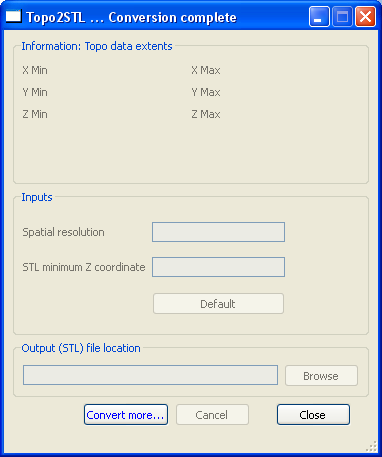 Topo2STL ... Conversion complete
Information: Topo data extents
X Min X Max
Y Min Y Max
Z Min Z Max
Inputs
Spatial resolution
STL minimum Z coordinate
Default
Output (STL) file location
Browse
Convert more... Cancel Close